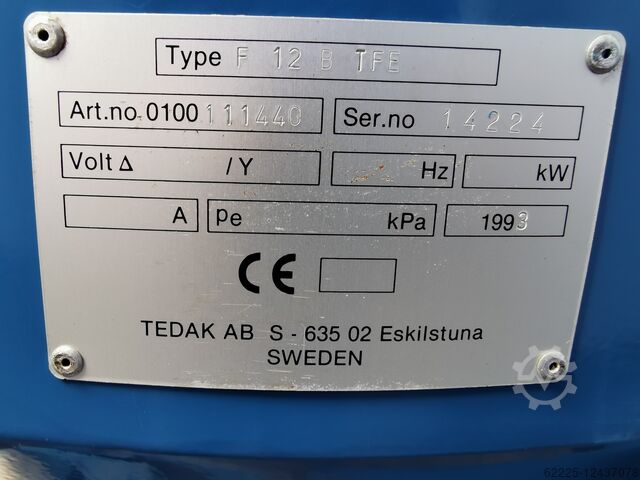 Type F 12 B TFE
Art.no 0100 111440 Ser.no 14224
Volt Δ /Y Hz kW
A pe kPa 1993
CE
TEDAK AB S - 635 02 Eskilstuna
SWEDEN
62225-12437073